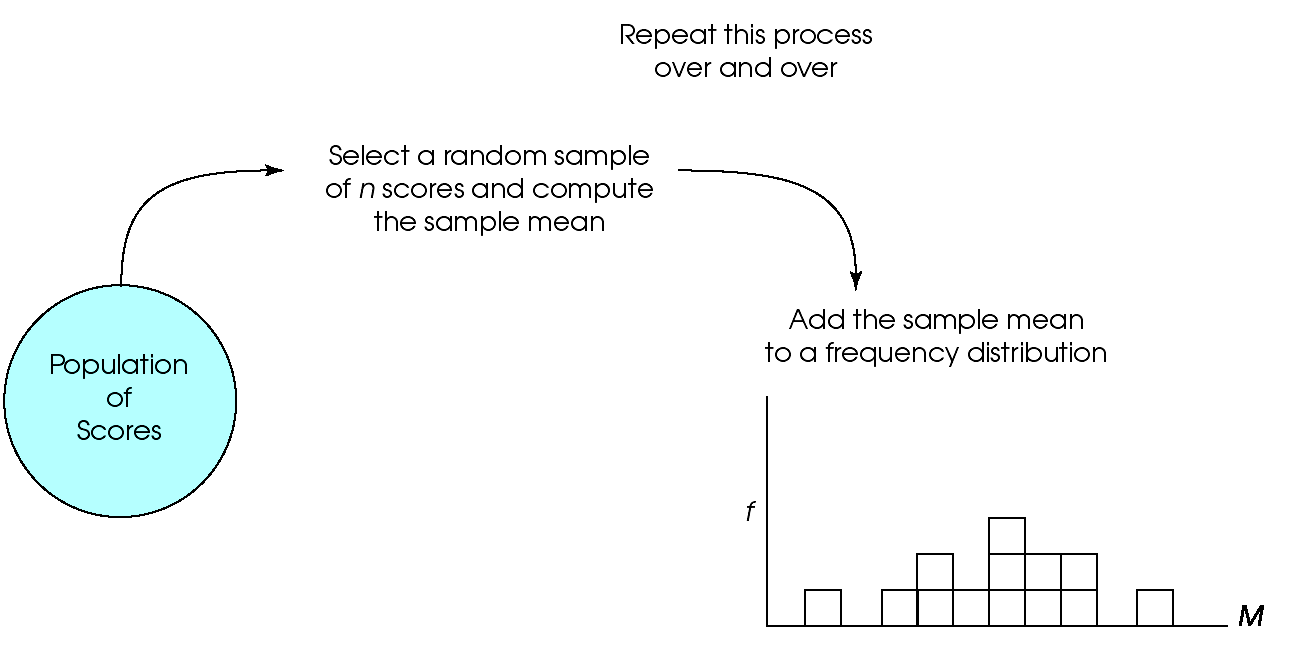 Repeat this process
over and over
Select a random sample
of n scores and compute
the sample mean
Population
of
Scores
Add the sample mean
to a frequency distribution
f
M